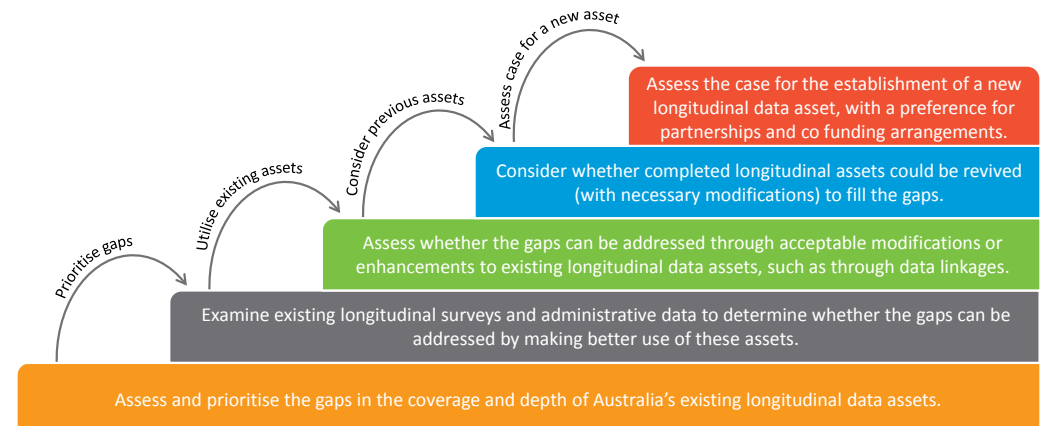 Assess case for a new asset
Assess the case for the establishment of a new
longitudinal data asset, with a preference for
partnerships and co funding arrangements.
Consider previous assets
Consider whether completed longitudinal assets could be revived
(with necessary modifications) to fill the gaps.
Utilise existing assets
Assess whether the gaps can be addressed through acceptable modifications or
enhancements to existing longitudinal data assets, such as through data linkages.
Prioritise gaps
Examine existing longitudinal surveys and administrative data to determine whether the gaps can be
addressed by making better use of these assets.
Assess and prioritise the gaps in the coverage and depth of Australia’s existing longitudinal data assets.